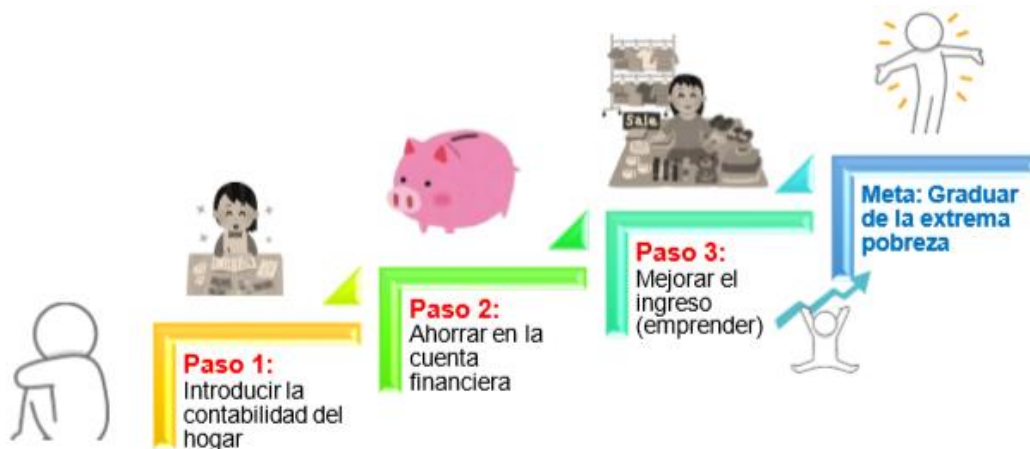 Paso 1:
Introducir la
contabilidad del
hogar
Paso 2:
Ahorrar en la
cuenta
financiera
Sale
Paso 3:
Mejorar el
ingreso
(emprender)
Meta: Graduar
de la extrema
pobreza